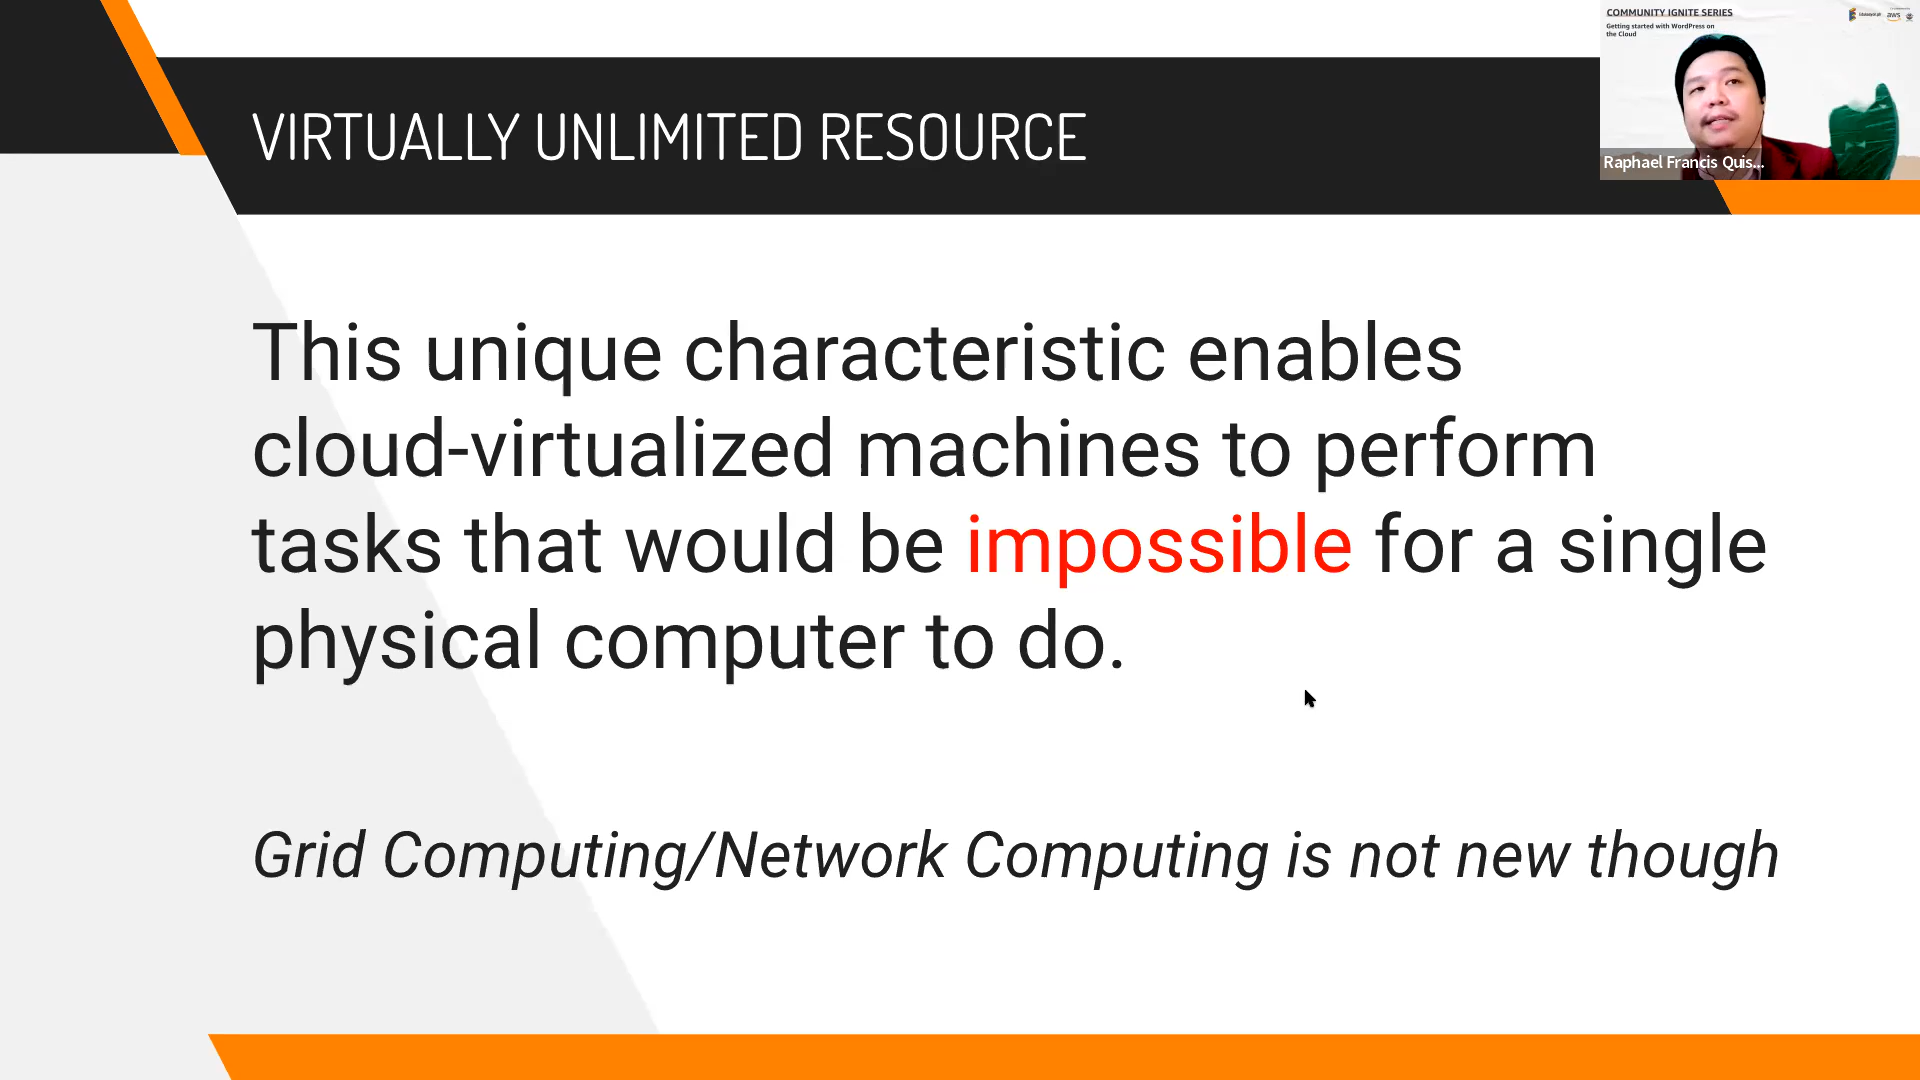 COMMUNITY IGNITE SERIES
Getting started with WordPress on
the Cloud
aws
Raphael Francis Quis...
VIRTUALLY UNLIMITED RESOURCE
This unique characteristic enables
cloud-virtualized machines to perform
tasks that would be impossible for a single
physical computer to do.
Grid Computing/Network Computing is not new though